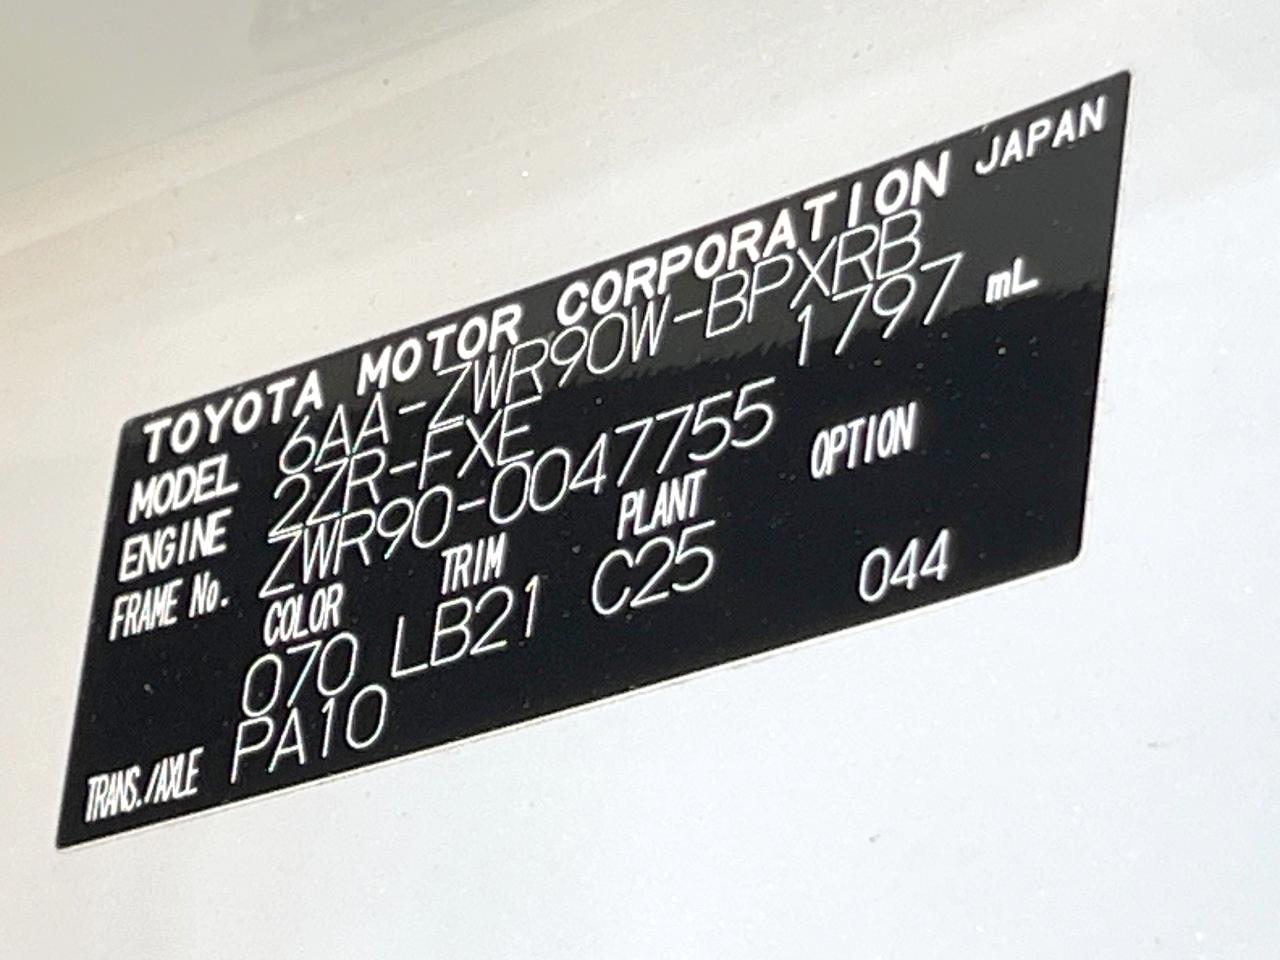 TOYOTA MOTOR CORPORATION JAPAN
MODEL 6AA-ZWR90W-BPXRB
ENGINE 2ZR-FXE 1797 mL
FRAME No. ZWR90-0047755
COLOR TRIM PLANT OPTION
070 LB21 C25 044
TRANS./AXLE PA10